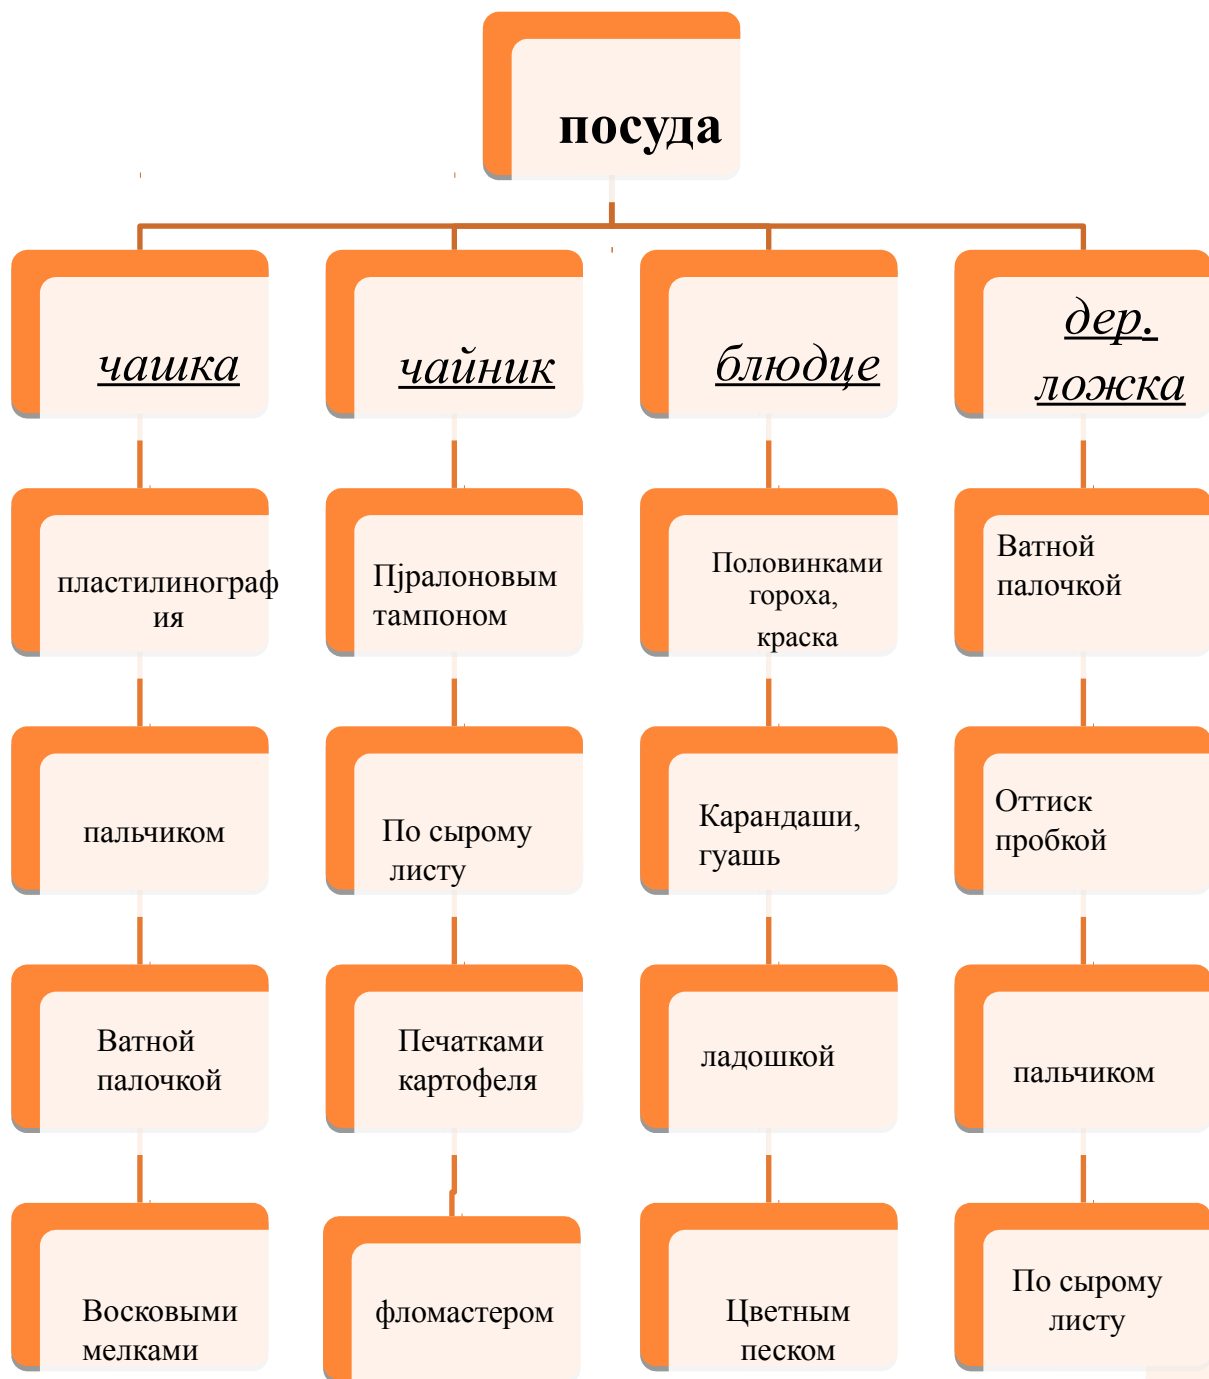 посуда
чашка
чайник
блюдце
дер.
ложка
пластилинограф
ия
Пјралоновым
тампоном
Половинками
гороха,
краска
Ватной
палочкой
пальчиком
По сырому
листу
Карандаши,
гуашь
Оттиск
пробкой
Ватной
палочкой
Печатками
картофеля
ладошкой
пальчиком
Восковыми
мелками
фломастером
Цветным
песком
По сырому
листу